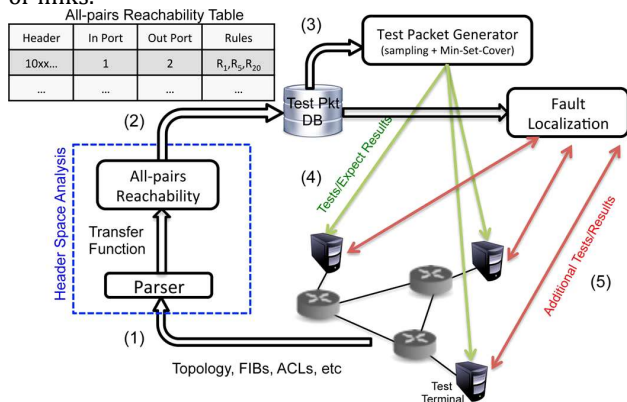 or links.
All-pairs Reachability Table
Header In Port Out Port Rules
10xx... 1 2 R1,R5,R20
... ... ... ...
(3)
Test Packet Generator
(sampling + Min-Set-Cover)
Test Pkt
DB
Fault
Localization
(2)
(4)
Tests/Expect Results
Header Space Analysis
All-pairs
Reachability
Transfer
Function
Parser
Additional Tests/Results
(5)
(1)
Topology, FIBs, ACLs, etc
Test
Terminal